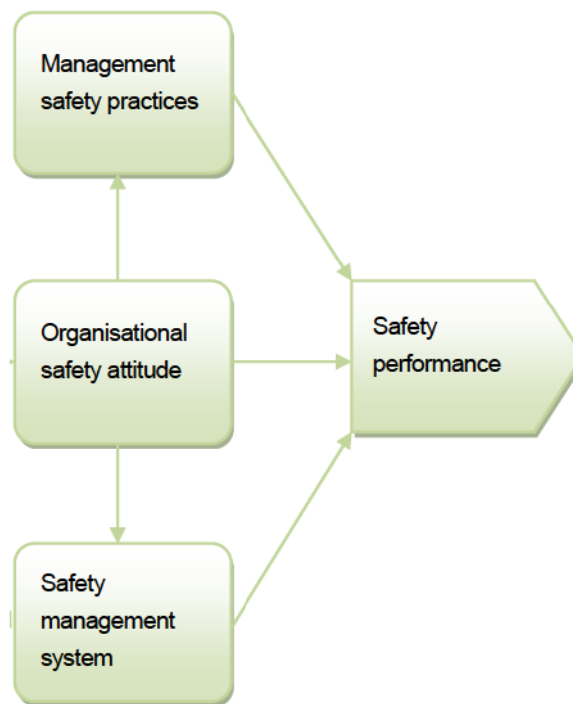 Management
safety practices
Organisational
safety attitude
Safety
performance
Safety
management
system